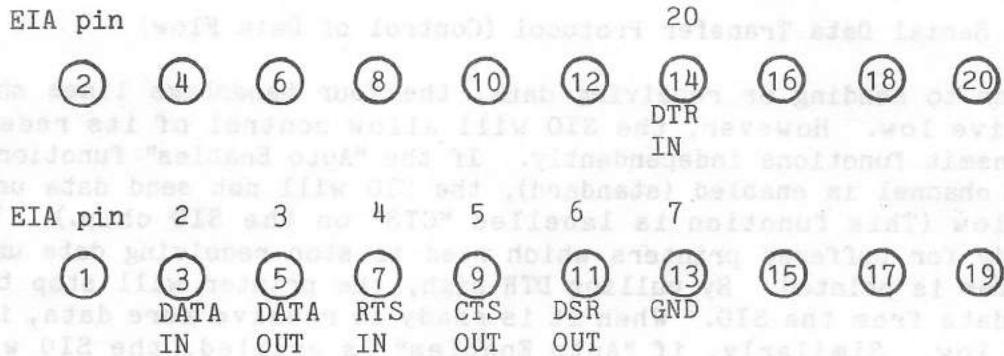 EIA pin 20
2 4 6 8 10 12 14 16 18 20
DTR
IN
EIA pin 2 3 4 5 6 7
1 3 5 7 9 11 13 15 17 19
DATA DATA RTS CTS DSR GND
IN OUT IN OUT OUT